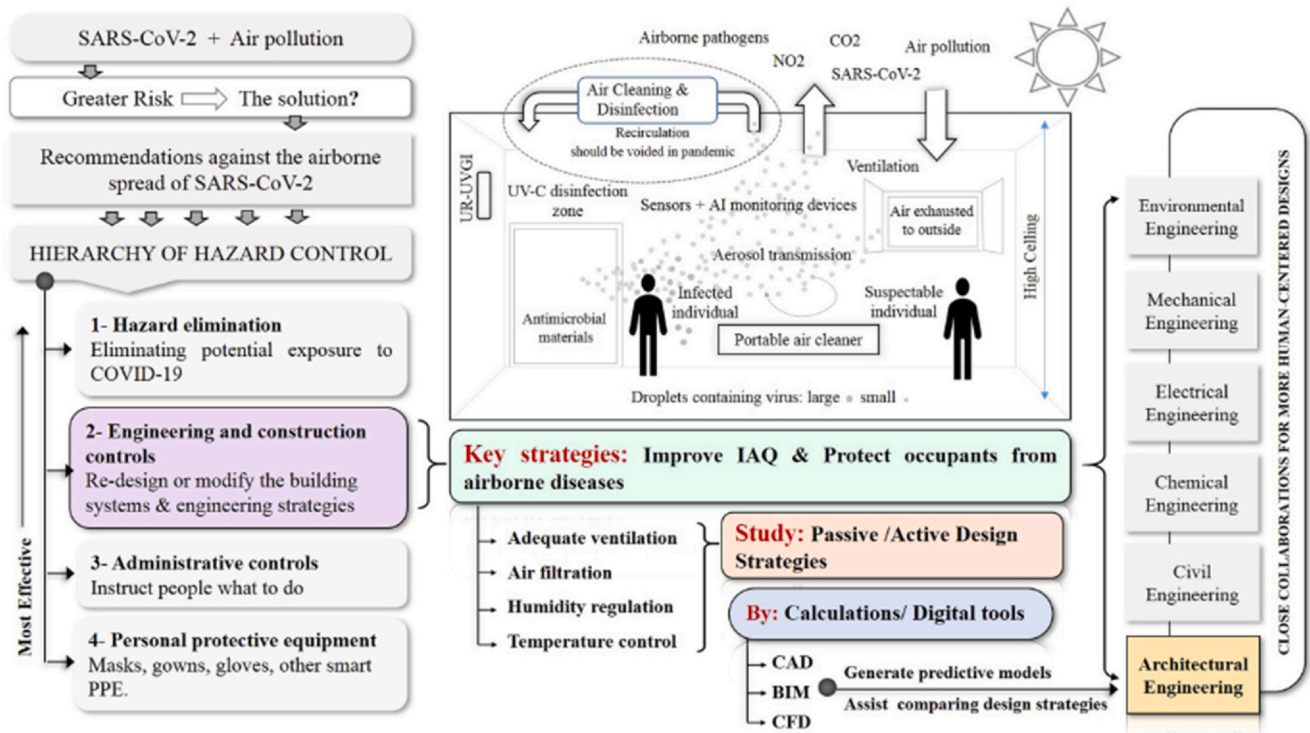 SARS-CoV-2 + Air pollution
Greater Risk
The solution?
Recommendations against the airborne
spread of SARS-CoV-2
HIERARCHY OF HAZARD CONTROL
1- Hazard elimination
Eliminating potential exposure to
COVID-19
2- Engineering and construction
controls
Re-design or modify the building
systems & engineering strategies
3- Administrative controls
Instruct people what to do
4- Personal protective equipment
Masks, gowns, gloves, other smart
PPE.
Most Effective
Airborne pathogens
NO2
CO2
SARS-CoV-2
Air pollution
Air Cleaning &
Disinfection
Recirculation
should be voided in pandemic
UR-UVGI
UV-C disinfection
zone
Ventilation
Sensors + AI monitoring devices
Air exhausted
to outside
Aerosol transmission
Antimicrobial
materials
Infected
individual
Suspectable
individual
Portable air cleaner
High Celling
Droplets containing virus: large small
Key strategies: Improve IAQ & Protect occupants from
airborne diseases
Adequate ventilation
Air filtration
Humidity regulation
Temperature control
Study: Passive /Active Design
Strategies
By: Calculations/ Digital tools
CAD
BIM
CFD
Generate predictive models
Assist comparing design strategies
Environmental
Engineering
Mechanical
Engineering
Electrical
Engineering
Chemical
Engineering
Civil
Engineering
Architectural
Engineering
CLOSE COLLABORATIONS FOR MORE HUMAN-CENTERED DESIGNS